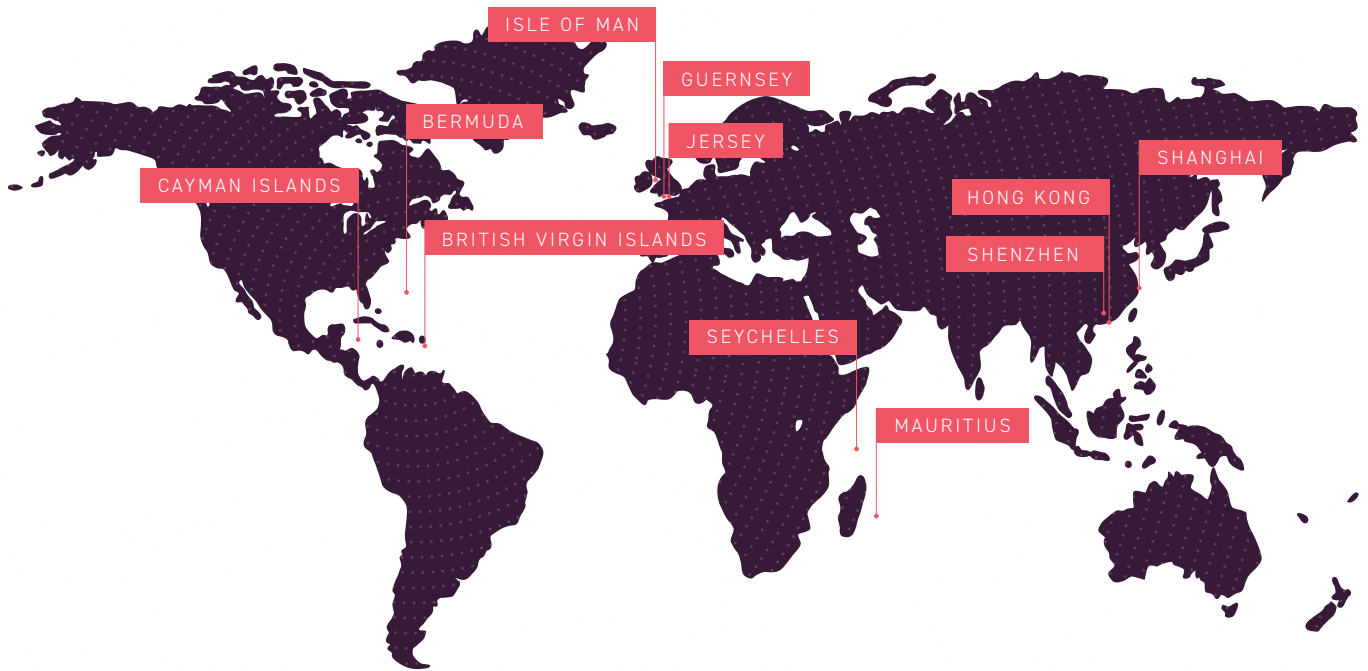 ISLE OF MAN
GUERNSEY
BERMUDA
JERSEY
SHANGHAI
CAYMAN ISLANDS
HONG KONG
BRITISH VIRGIN ISLANDS
SHENZHEN
SEYCHELLES
MAURITIUS